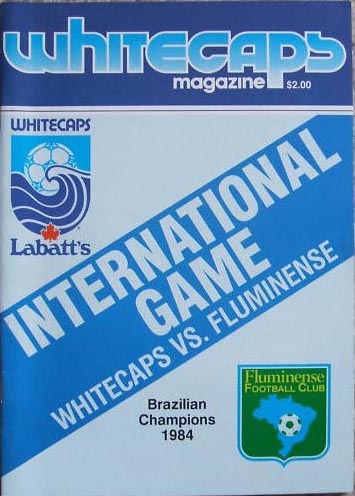 WHITECAPS
magazine $2.00
WHITECAPS
Labatt's
INTERNATIONAL
GAME
WHITECAPS VS. FLUMINENSE
Brazilian
Champions
1984
Fluminense
FOOTBALL CLUB